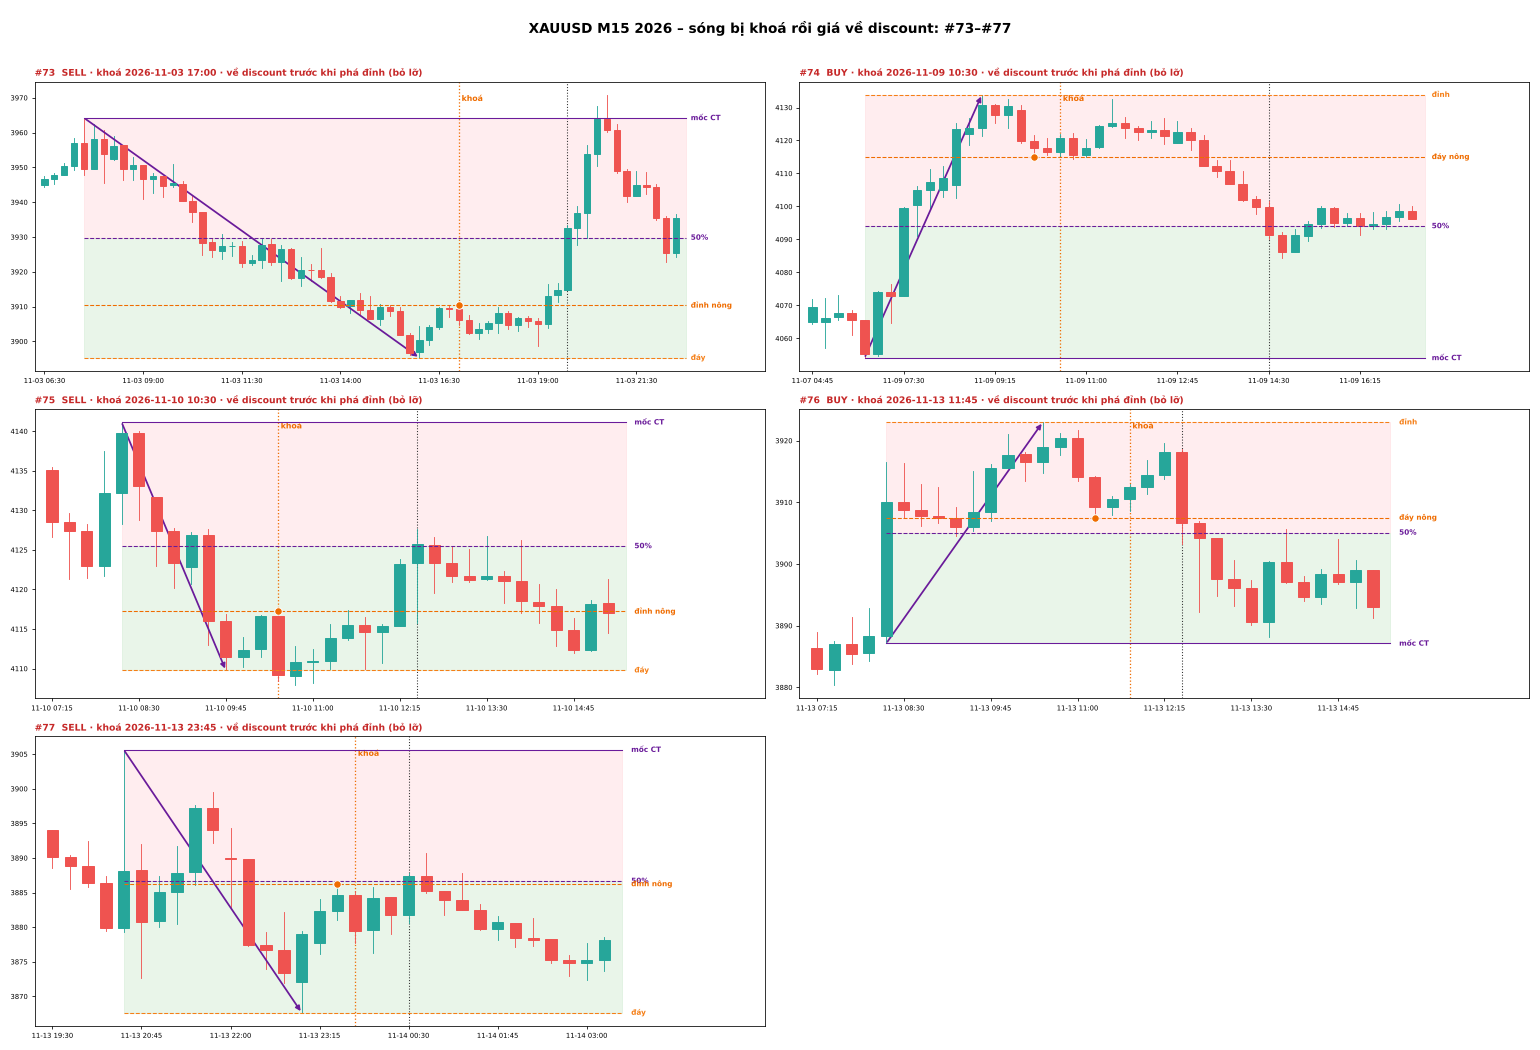 XAUUSD M15 2026 – sóng bị khoá rồi giá về discount: #73–#77
#73 SELL · khoá 2026-11-03 17:00 · về discount trước khi phá đỉnh (bỏ lỡ)
3970
3960
3950
3940
3930
3920
3910
3900
khoá
mốc CT
50%
đỉnh nông
đáy
11-03 06:30
11-03 09:00
11-03 11:30
11-03 14:00
11-03 16:30
11-03 19:00
11-03 21:30
#74 BUY · khoá 2026-11-09 10:30 · về discount trước khi phá đỉnh (bỏ lỡ)
4130
4120
4110
4100
4090
4080
4070
4060
khoá
đỉnh
đáy nông
50%
mốc CT
11-07 04:45
11-09 07:30
11-09 09:15
11-09 11:00
11-09 12:45
11-09 14:30
11-09 16:15
#75 SELL · khoá 2026-11-10 10:30 · về discount trước khi phá đỉnh (bỏ lỡ)
4140
4135
4130
4125
4120
4115
4110
khoá
mốc CT
50%
đỉnh nông
đáy
11-10 07:15
11-10 08:30
11-10 09:45
11-10 11:00
11-10 12:15
11-10 13:30
11-10 14:45
#76 BUY · khoá 2026-11-13 11:45 · về discount trước khi phá đỉnh (bỏ lỡ)
3920
3910
3900
3890
3880
khoá
đỉnh
đáy nông
50%
mốc CT
11-13 07:15
11-13 08:30
11-13 09:45
11-13 11:00
11-13 12:15
11-13 13:30
11-13 14:45
#77 SELL · khoá 2026-11-13 23:45 · về discount trước khi phá đỉnh (bỏ lỡ)
3905
3900
3895
3890
3885
3880
3875
3870
khoá
mốc CT
50%
đỉnh nông
đáy
11-13 19:30
11-13 20:45
11-13 22:00
11-13 23:15
11-14 00:30
11-14 01:45
11-14 03:00